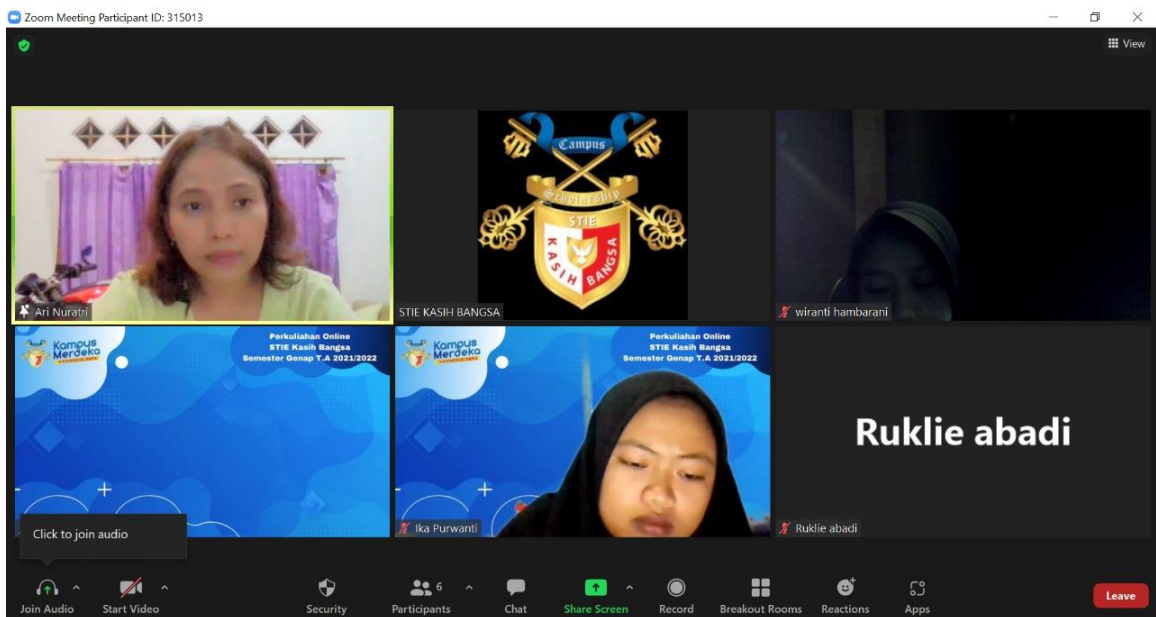 Zoom Meeting Participant ID: 315013
View
Ari Nuratri
Campus
Scholarship
STIE
KASIH BANGSA
STIE KASIH BANGSA
wiranti hambarani
Kampus
Merdeka
Perkuliahan Online
STIE Kasih Bangsa
Semester Genap T.A 2021/2022
Kampus
Merdeka
Perkuliahan Online
STIE Kasih Bangsa
Semester Genap T.A 2021/2022
Ika Purwanti
Ruklie abadi
Ruklie abadi
Click to join audio
Join Audio
Start Video
Security
6
Participants
Chat
Share Screen
Record
Breakout Rooms
Reactions
Apps
Leave